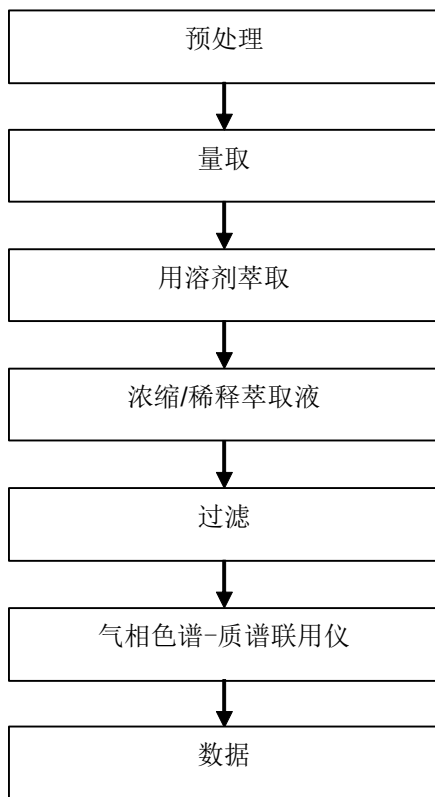 预处理
量取
用溶剂萃取
浓缩/稀释萃取液
过滤
气相色谱-质谱联用仪
数据